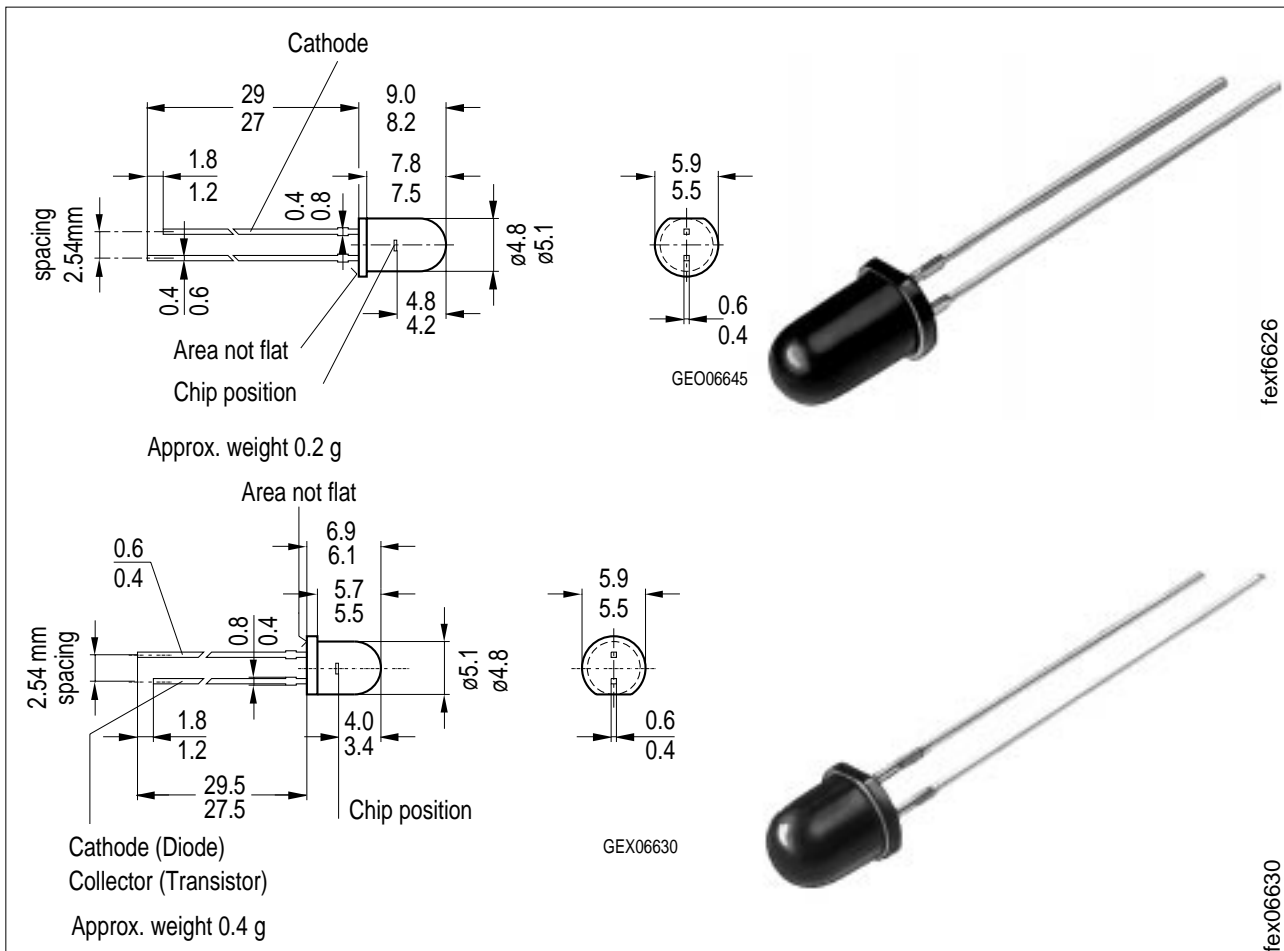 Cathode
29
27
9.0
8.2
1.8
1.2
7.8
7.5
5.9
5.5
0.4
0.8
spacing
2.54mm
ø4.8
ø5.1
0.4
0.6
4.8
4.2
0.6
0.4
Area not flat
Chip position
GEO06645
fexf6626
Approx. weight 0.2 g
Area not flat
6.9
6.1
0.6
0.4
5.7
5.5
5.9
5.5
0.8
0.4
2.54 mm
spacing
ø5.1
ø4.8
1.8
1.2
4.0
3.4
0.6
0.4
29.5
27.5
Chip position
Cathode (Diode)
Collector (Transistor)
GEX06630
Approx. weight 0.4 g
fex06630